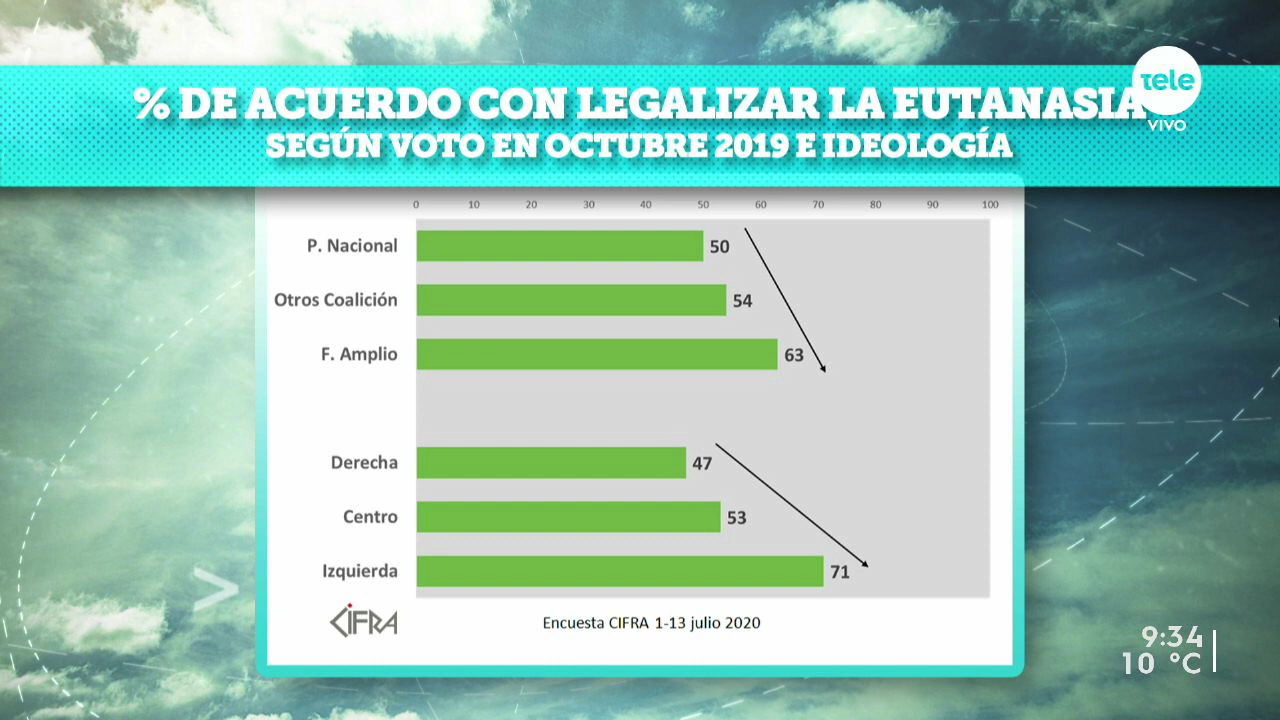 % DE ACUERDO CON LEGALIZAR LA EUTANASIA
SEGÚN VOTO EN OCTUBRE 2019 E IDEOLOGÍA
tele
VIVO
0 10 20 30 40 50 60 70 80 90 100
P. Nacional 50
Otros Coalición 54
F. Amplio 63
Derecha 47
Centro 53
Izquierda 71
CIFRA
Encuesta CIFRA 1-13 julio 2020
9:34
10 °C